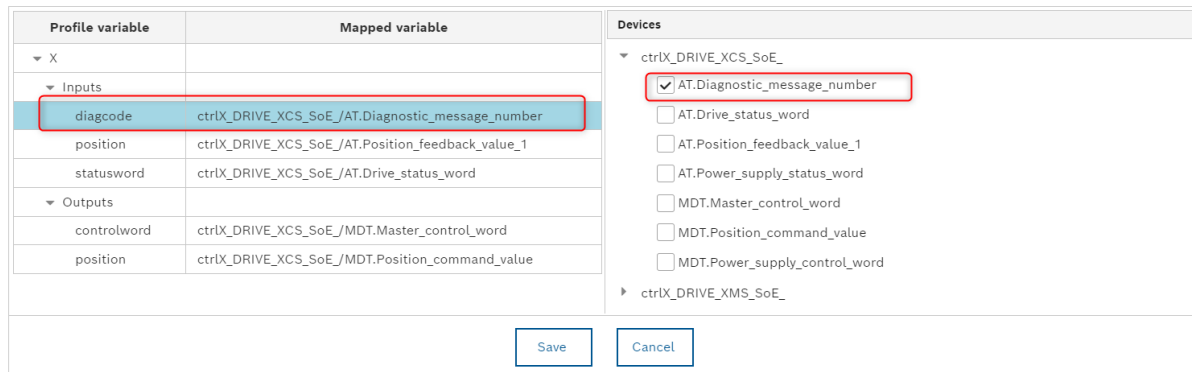 Profile variable Mapped variable
X
Inputs
diagcode ctrlX_DRIVE_XCS_SoE_/AT.Diagnostic_message_number
position ctrlX_DRIVE_XCS_SoE_/AT.Position_feedback_value_1
statusword ctrlX_DRIVE_XCS_SoE_/AT.Drive_status_word
Outputs
controlword ctrlX_DRIVE_XCS_SoE_/MDT.Master_control_word
position ctrlX_DRIVE_XCS_SoE_/MDT.Position_command_value
Devices
ctrlX_DRIVE_XCS_SoE_
AT.Diagnostic_message_number
AT.Drive_status_word
AT.Position_feedback_value_1
AT.Power_supply_status_word
MDT.Master_control_word
MDT.Position_command_value
MDT.Power_supply_control_word
ctrlX_DRIVE_XMS_SoE_
Save Cancel